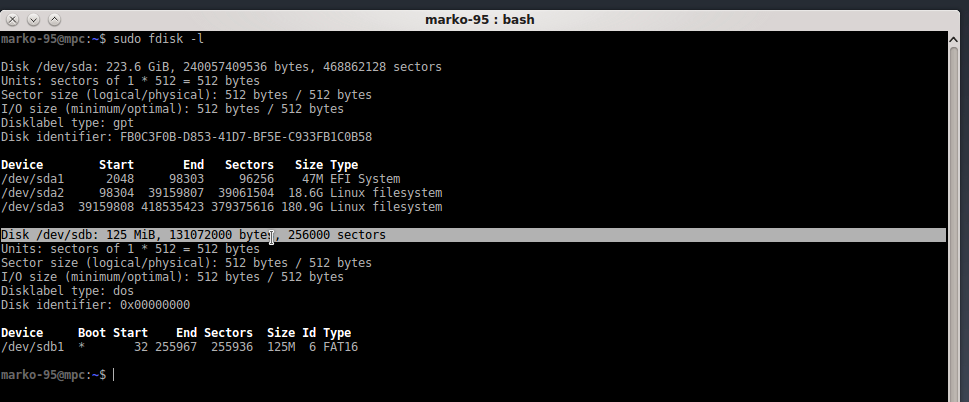 marko-95 : bash
marko-95@mpc:~$ sudo fdisk -l
Disk /dev/sda: 223.6 GiB, 240057409536 bytes, 468862128 sectors
Units: sectors of 1 * 512 = 512 bytes
Sector size (logical/physical): 512 bytes / 512 bytes
I/O size (minimum/optimal): 512 bytes / 512 bytes
Disklabel type: gpt
Disk identifier: FB0C3F0B-D853-41D7-BF5E-C933FB1C0B58
Device Start End Sectors Size Type
/dev/sda1 2048 98303 96256 47M EFI System
/dev/sda2 98304 39159807 39061504 18.6G Linux filesystem
/dev/sda3 39159808 418535423 379375616 180.9G Linux filesystem
Disk /dev/sdb: 125 MiB, 131072000 bytes, 256000 sectors
Units: sectors of 1 * 512 = 512 bytes
Sector size (logical/physical): 512 bytes / 512 bytes
I/O size (minimum/optimal): 512 bytes / 512 bytes
Disklabel type: dos
Disk identifier: 0x00000000
Device Boot Start End Sectors Size Id Type
/dev/sdb1 * 32 255967 255936 125M 6 FAT16
marko-95@mpc:~$